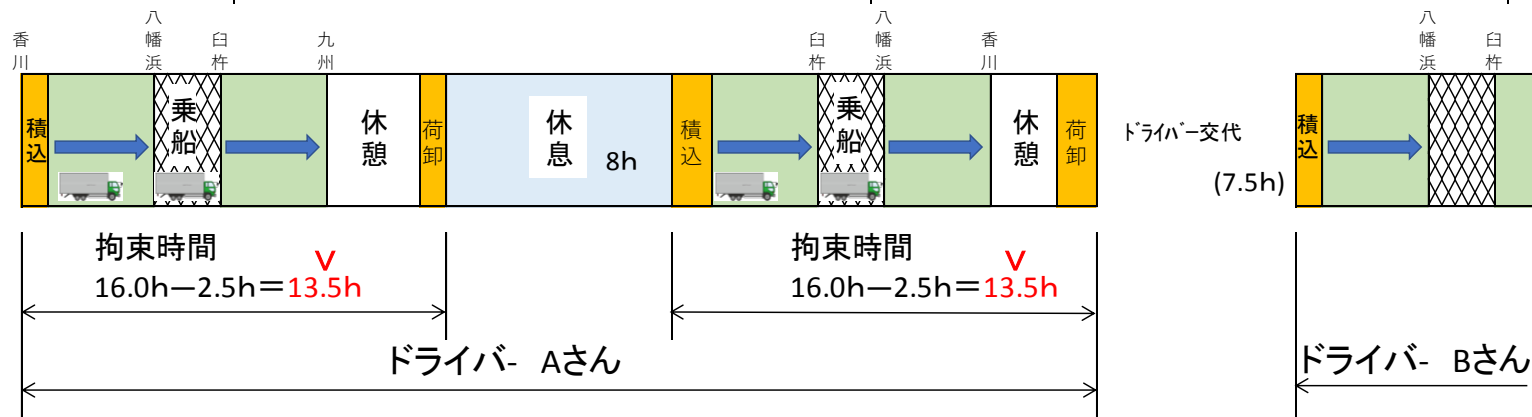 香川
八幡浜
臼杵
九州
臼杵
八幡浜
香川
八幡浜
臼杵
積込
乗船
休憩
荷卸
休息
8h
積込
乗船
休憩
荷卸
ドライバー交代
(7.5h)
積込
拘束時間
∨
16.0h－2.5h＝13.5h
拘束時間
∨
16.0h－2.5h＝13.5h
ドライバ- Aさん
ドライバ- Bさん